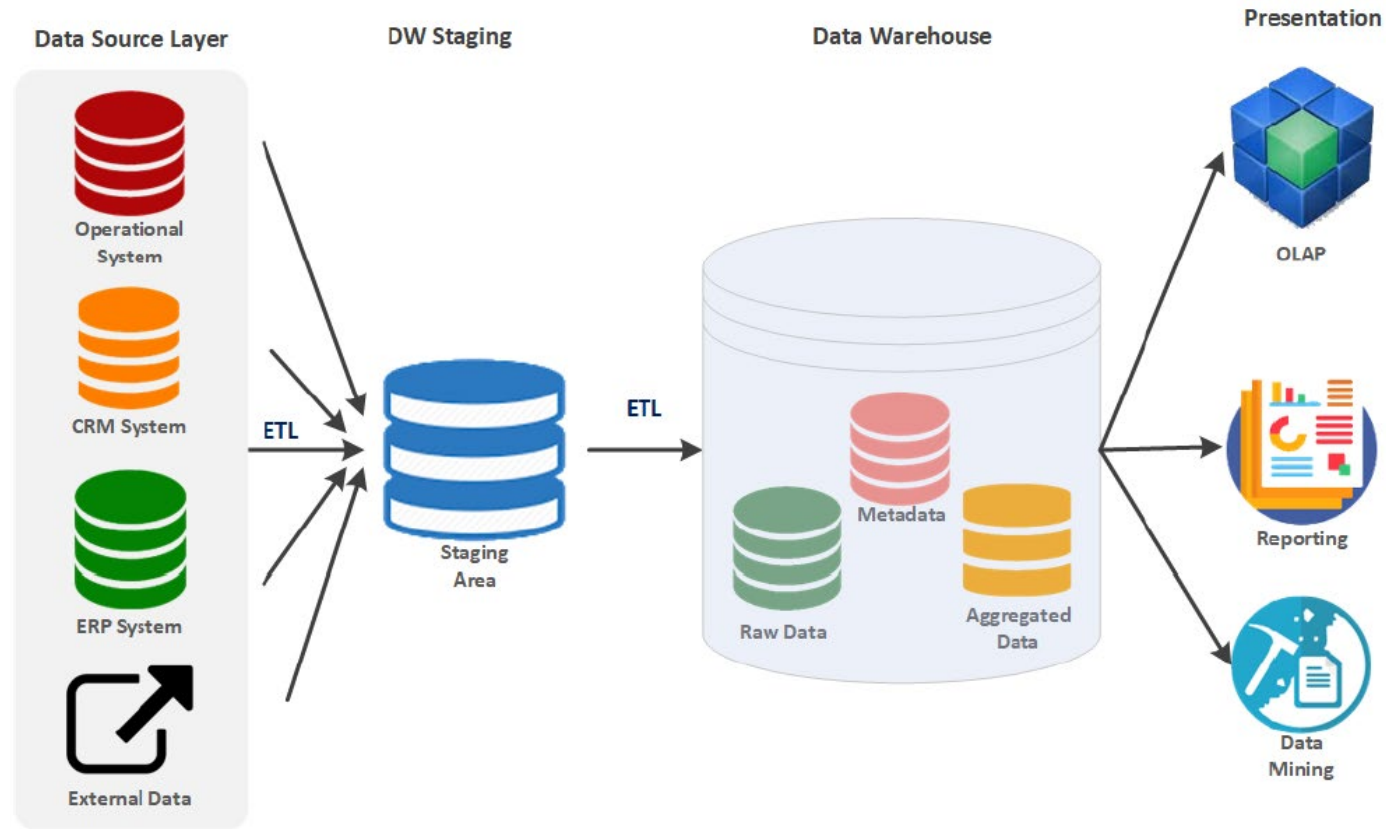 Data Source Layer
DW Staging
Data Warehouse
Presentation
Operational
System
CRM System
ERP System
External Data
ETL
Staging
Area
ETL
Metadata
Raw Data
Aggregated
Data
OLAP
Reporting
Data
Mining